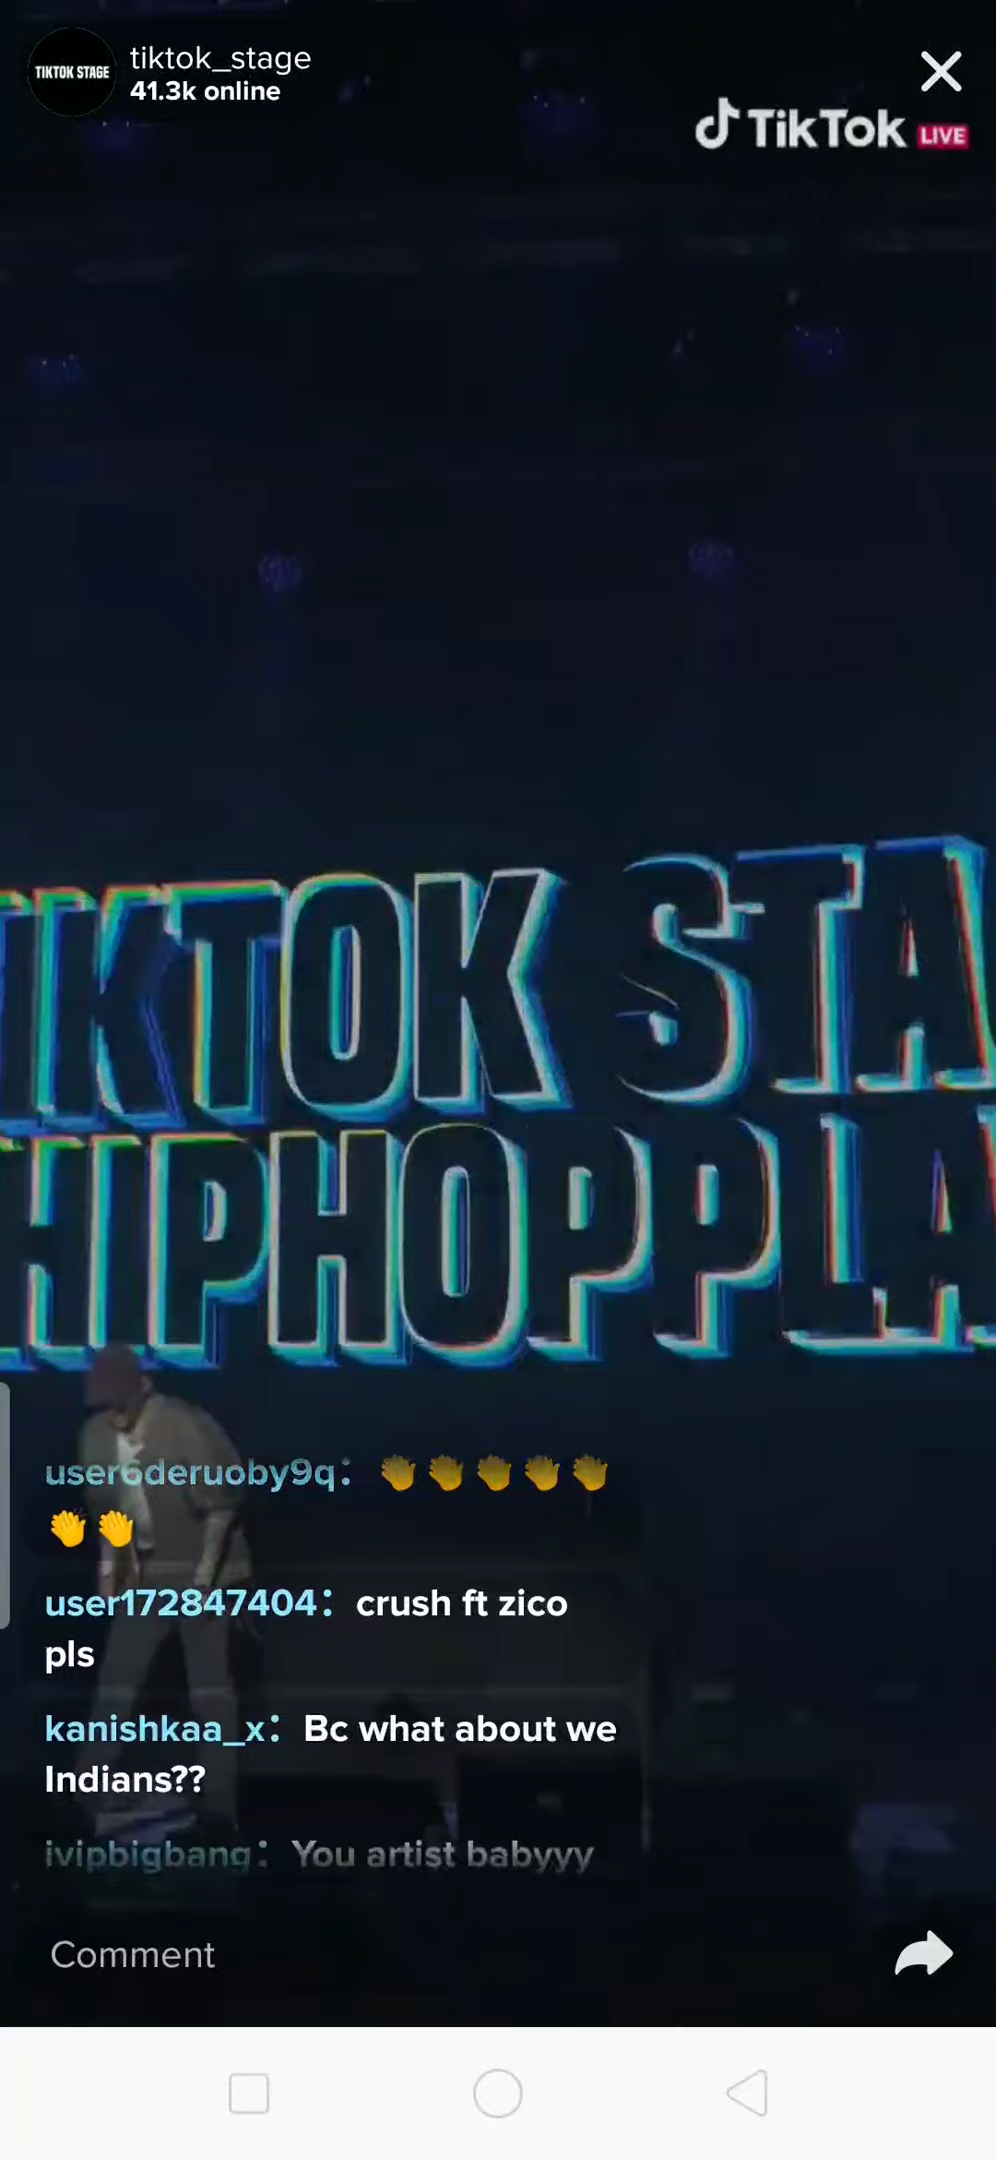 TIKTOK STAGE
tiktok_stage
41.3k online
TikTok LIVE
IKTOK STA
HIPHOPPLA
user6deruoby9q: 👏👏👏👏👏
👏👏
user172847404: crush ft zico
pls
kanishkaa_x: Bc what about we
Indians??
ivipbigbang: You artist babyyy
Comment